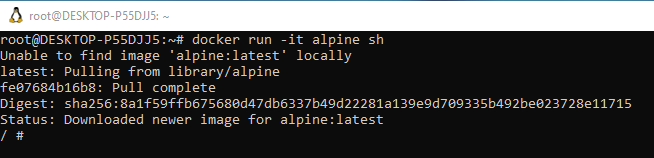 root@DESKTOP-P55DJJ5: ~
root@DESKTOP-P55DJJ5:~# docker run -it alpine sh
Unable to find image 'alpine:latest' locally
latest: Pulling from library/alpine
fe07684b16b8: Pull complete
Digest: sha256:8a1f59ffb675680d47db6337b49d22281a139e9d709335b492be023728e11715
Status: Downloaded newer image for alpine:latest
/ #